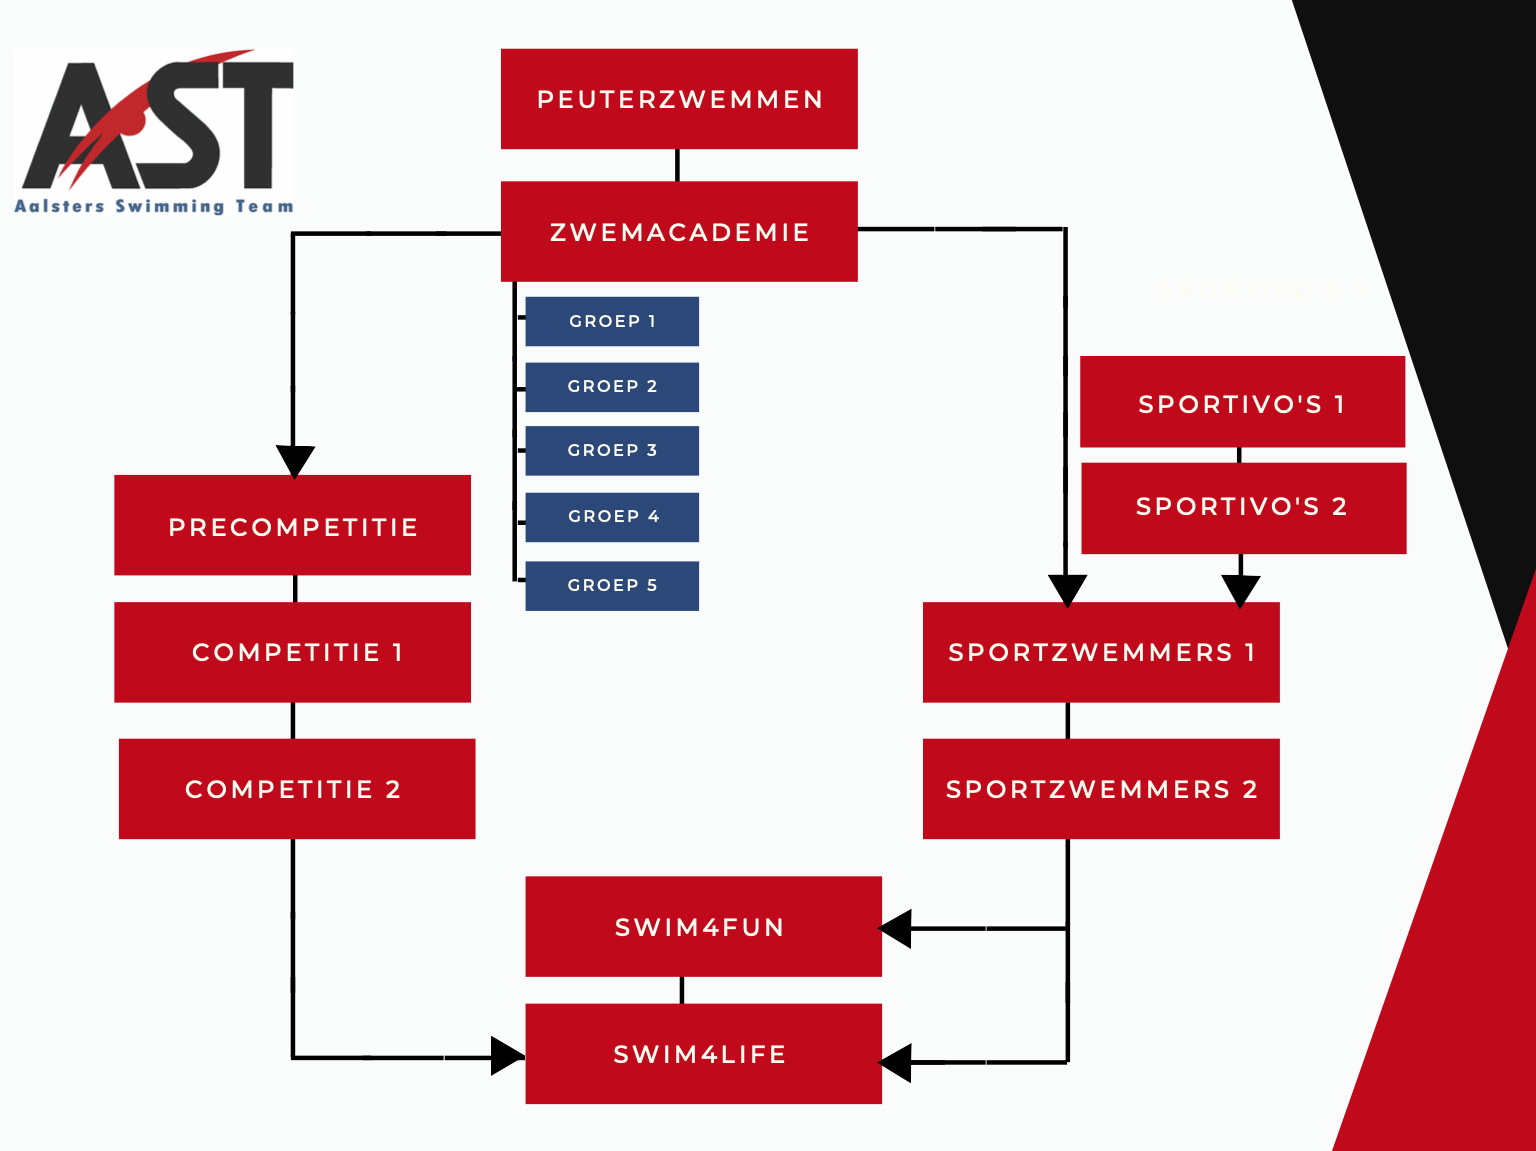 AST
Aalsters Swimming Team
PEUTERZWEMMEN
ZWEMACADEMIE
GROEP 1
GROEP 2
GROEP 3
GROEP 4
GROEP 5
SPORTIVO'S 1
SPORTIVO'S 2
PRECOMPETITIE
COMPETITIE 1
COMPETITIE 2
SPORTZWEMMERS 1
SPORTZWEMMERS 2
SWIM4FUN
SWIM4LIFE